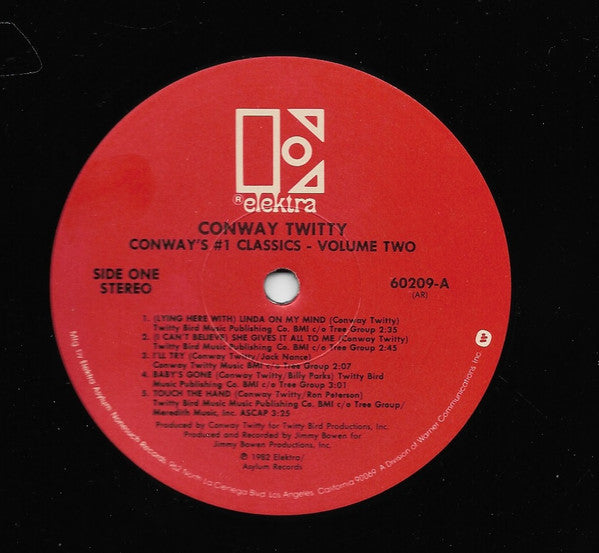 ® elektra
CONWAY TWITTY
CONWAY'S #1 CLASSICS - VOLUME TWO
SIDE ONE
STEREO
60209-A
(AR)
1. (LYING HERE WITH) LINDA ON MY MIND (Conway Twitty)
Twitty Bird Music Publishing Co. BMI c/o Tree Group 2:35
2. (I CAN'T BELIEVE) SHE GIVES IT ALL TO ME (Conway Twitty)
Twitty Bird Music Publishing Co. BMI c/o Tree Group 2:45
3. I'LL TRY (Conway Twitty/Jack Nance)
Conway Twitty Music BMI c/o Tree Group 2:07
4. BABY'S GONE (Conway Twitty/Billy Parks) Twitty Bird
Music Publishing Co. BMI c/o Tree Group 3:01
5. TOUCH THE HAND (Conway Twitty/Ron Peterson)
Twitty Bird Music Music Publishing Co. BMI c/o Tree Group/
Meredith Music, Inc. ASCAP 3:25
Produced by Conway Twitty for Twitty Bird Productions, Inc.
Produced and Recorded by Jimmy Bowen for
Jimmy Bowen Productions, Inc.
℗ 1982 Elektra/
Asylum Records
Mfg. by Elektra/Asylum/Nonesuch Records, 962 North La Cienega Blvd. Los Angeles, California 90069. A Division of Warner Communications Inc.